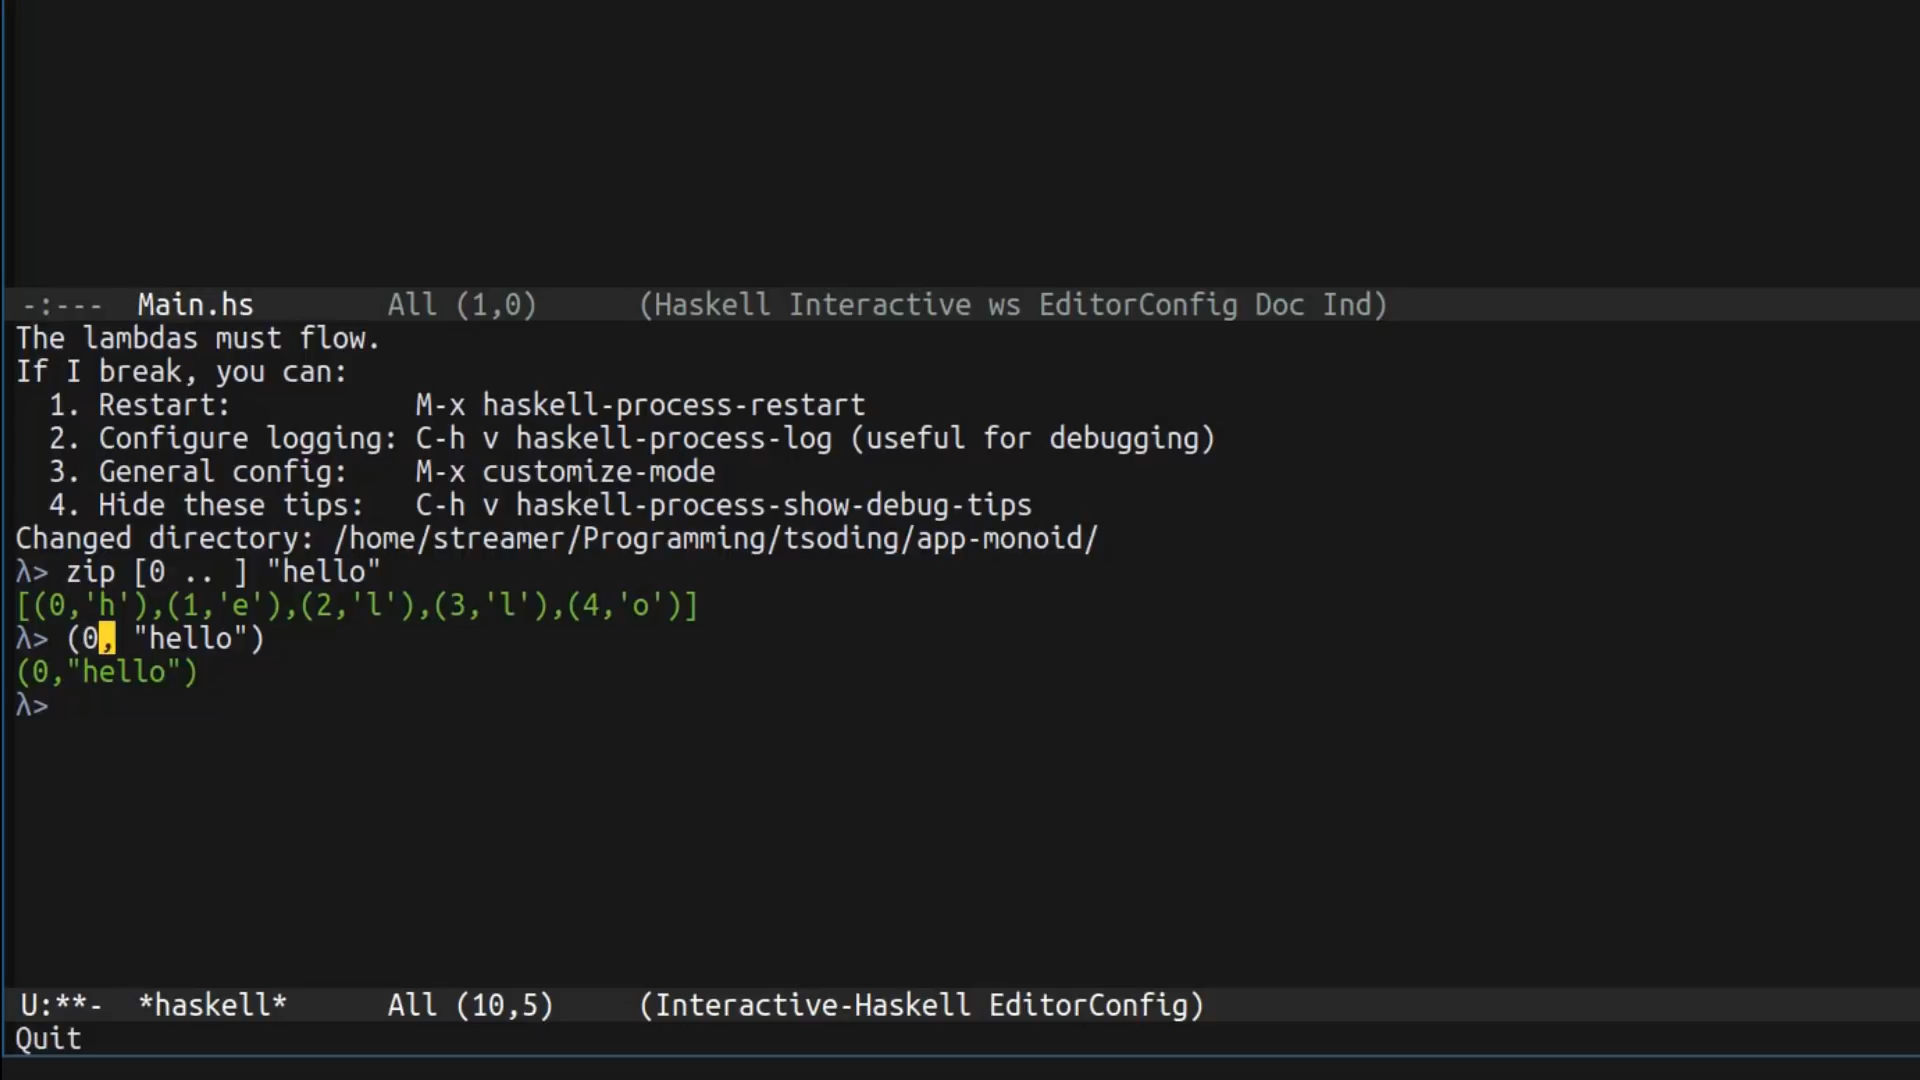 -:---  Main.hs        All (1,0)      (Haskell Interactive ws EditorConfig Doc Ind)
The lambdas must flow.
If I break, you can:
  1. Restart:           M-x haskell-process-restart
  2. Configure logging: C-h v haskell-process-log (useful for debugging)
  3. General config:    M-x customize-mode
  4. Hide these tips:   C-h v haskell-process-show-debug-tips
Changed directory: /home/streamer/Programming/tsoding/app-monoid/
λ> zip [0 .. ] "hello"
[(0,'h'),(1,'e'),(2,'l'),(3,'l'),(4,'o')]
λ> (0, "hello")
(0,"hello")
λ>
U:**-  *haskell*      All (10,5)     (Interactive-Haskell EditorConfig)
Quit